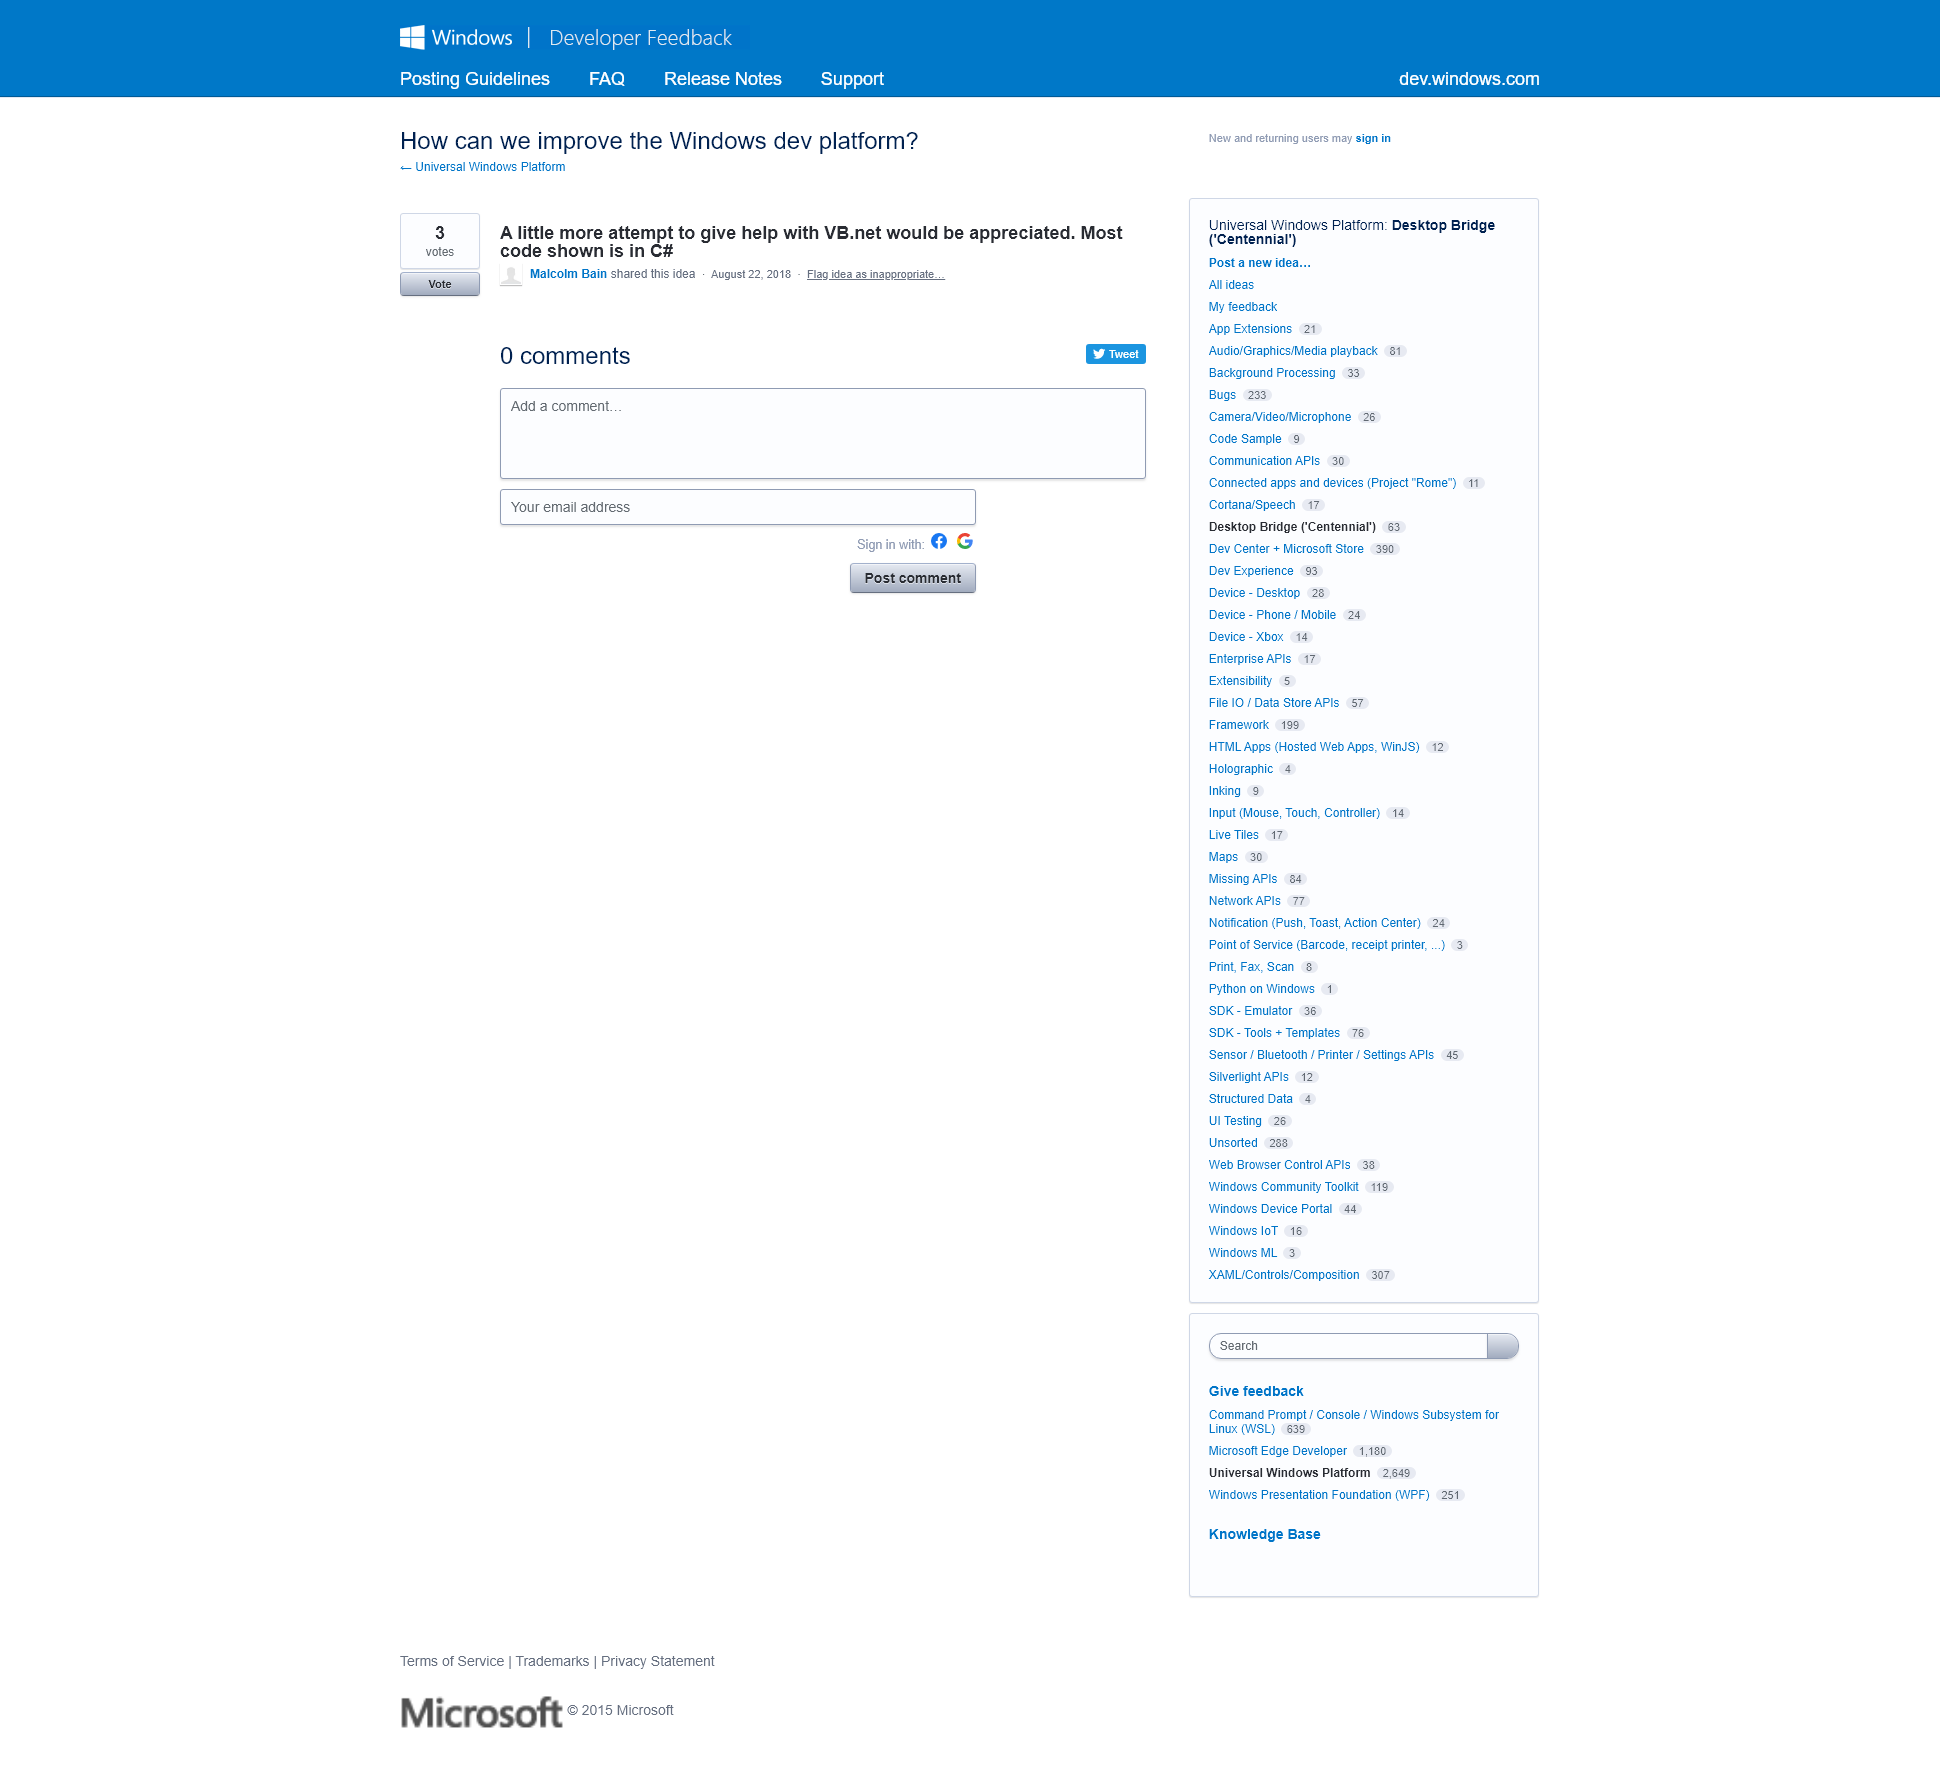 Windows | Developer Feedback
Posting Guidelines FAQ Release Notes Support dev.windows.com
How can we improve the Windows dev platform?
← Universal Windows Platform
New and returning users may sign in
3
votes
Vote
A little more attempt to give help with VB.net would be appreciated. Most
code shown is in C#
Malcolm Bain shared this idea · August 22, 2018 · Flag idea as inappropriate…
0 comments
Tweet
Add a comment…
Your email address
Sign in with:
Post comment
Universal Windows Platform: Desktop Bridge
('Centennial')
Post a new idea…
All ideas
My feedback
App Extensions 21
Audio/Graphics/Media playback 81
Background Processing 33
Bugs 233
Camera/Video/Microphone 26
Code Sample 9
Communication APIs 30
Connected apps and devices (Project "Rome") 11
Cortana/Speech 17
Desktop Bridge ('Centennial') 63
Dev Center + Microsoft Store 390
Dev Experience 93
Device - Desktop 28
Device - Phone / Mobile 24
Device - Xbox 14
Enterprise APIs 17
Extensibility 5
File IO / Data Store APIs 57
Framework 199
HTML Apps (Hosted Web Apps, WinJS) 12
Holographic 4
Inking 9
Input (Mouse, Touch, Controller) 14
Live Tiles 17
Maps 30
Missing APIs 84
Network APIs 77
Notification (Push, Toast, Action Center) 24
Point of Service (Barcode, receipt printer, ...) 3
Print, Fax, Scan 8
Python on Windows 1
SDK - Emulator 36
SDK - Tools + Templates 76
Sensor / Bluetooth / Printer / Settings APIs 45
Silverlight APIs 12
Structured Data 4
UI Testing 26
Unsorted 288
Web Browser Control APIs 38
Windows Community Toolkit 119
Windows Device Portal 44
Windows IoT 16
Windows ML 3
XAML/Controls/Composition 307
Search
Give feedback
Command Prompt / Console / Windows Subsystem for
Linux (WSL) 639
Microsoft Edge Developer 1,180
Universal Windows Platform 2,649
Windows Presentation Foundation (WPF) 251
Knowledge Base
Terms of Service | Trademarks | Privacy Statement
Microsoft © 2015 Microsoft